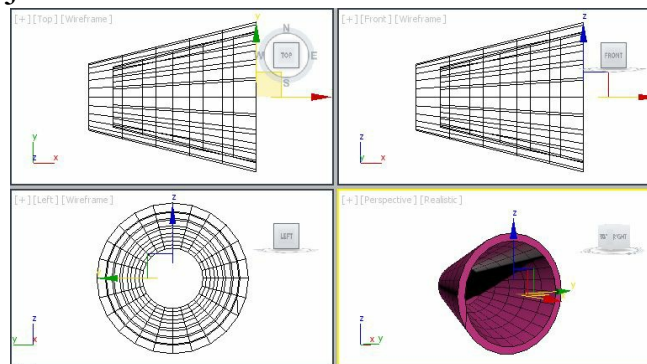 [+] [Top] [Wireframe]
y
N
W
TOP
E
S
z
y
x
[+] [Front] [Wireframe]
z
FRONT
z
y
x
[+] [Left] [Wireframe]
z
LEFT
z
y
[+] [Perspective] [Realistic]
z
RIGHT
y
z
x
y